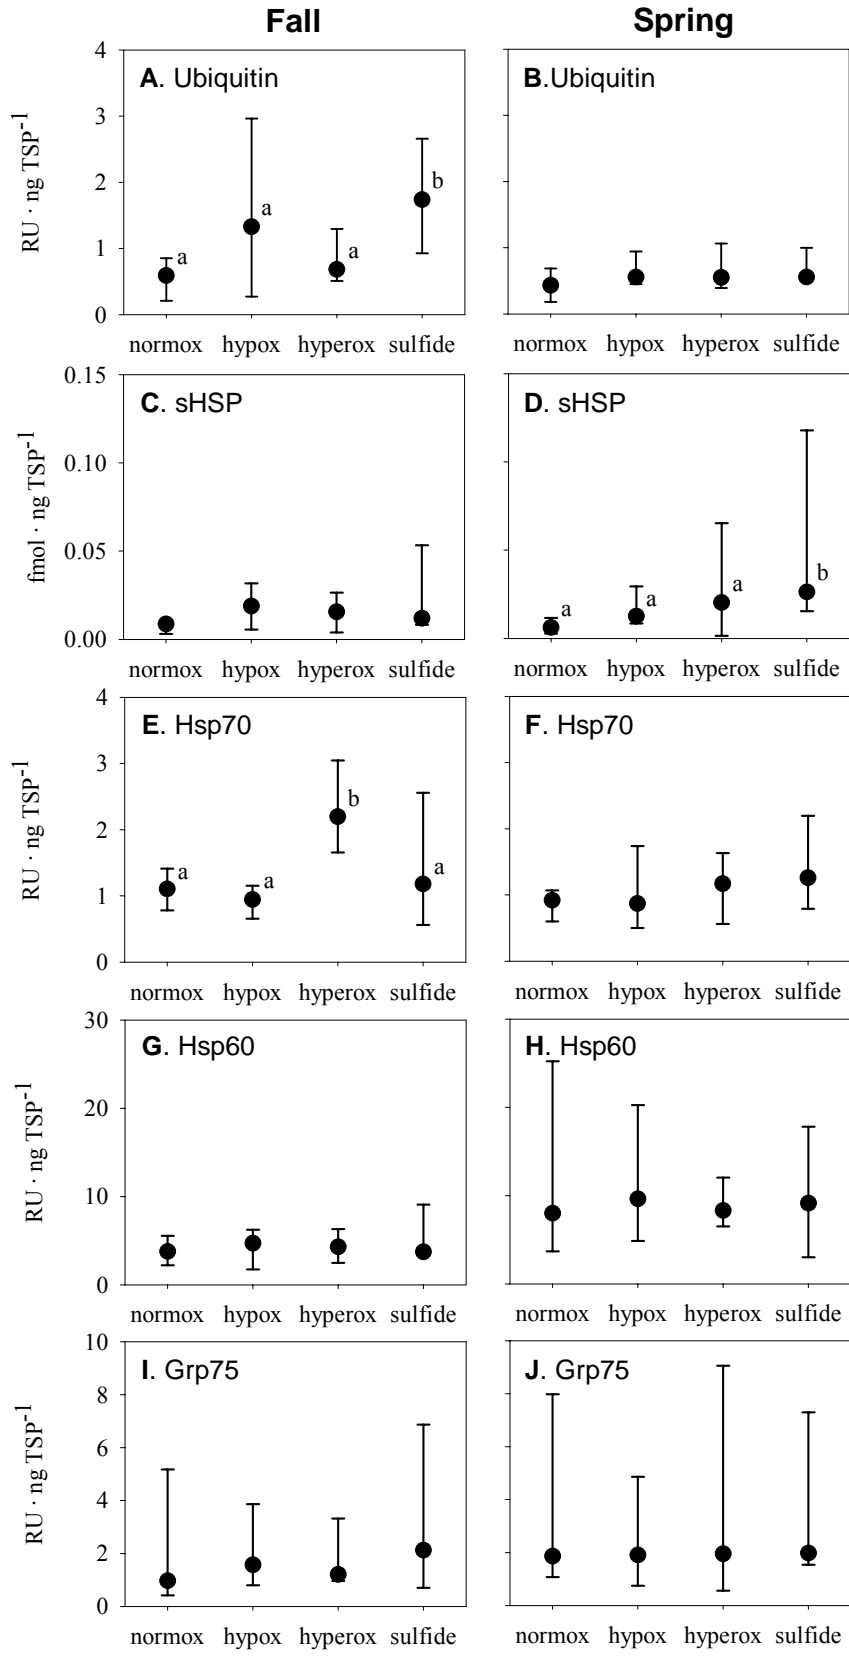 Fall Spring
A. Ubiquitin B.Ubiquitin
RU · ng TSP-1
4
3
2
1
0
a a a b
normox hypox hyperox sulfide normox hypox hyperox sulfide
C. sHSP D. sHSP
fmol · ng TSP-1
0.15
0.10
0.05
0.00
a a a b
normox hypox hyperox sulfide normox hypox hyperox sulfide
E. Hsp70 F. Hsp70
RU · ng TSP-1
4
3
2
1
0
a a b a
normox hypox hyperox sulfide normox hypox hyperox sulfide
G. Hsp60 H. Hsp60
RU · ng TSP-1
30
20
10
0
normox hypox hyperox sulfide normox hypox hyperox sulfide
I. Grp75 J. Grp75
RU · ng TSP-1
10
8
6
4
2
0
normox hypox hyperox sulfide normox hypox hyperox sulfide